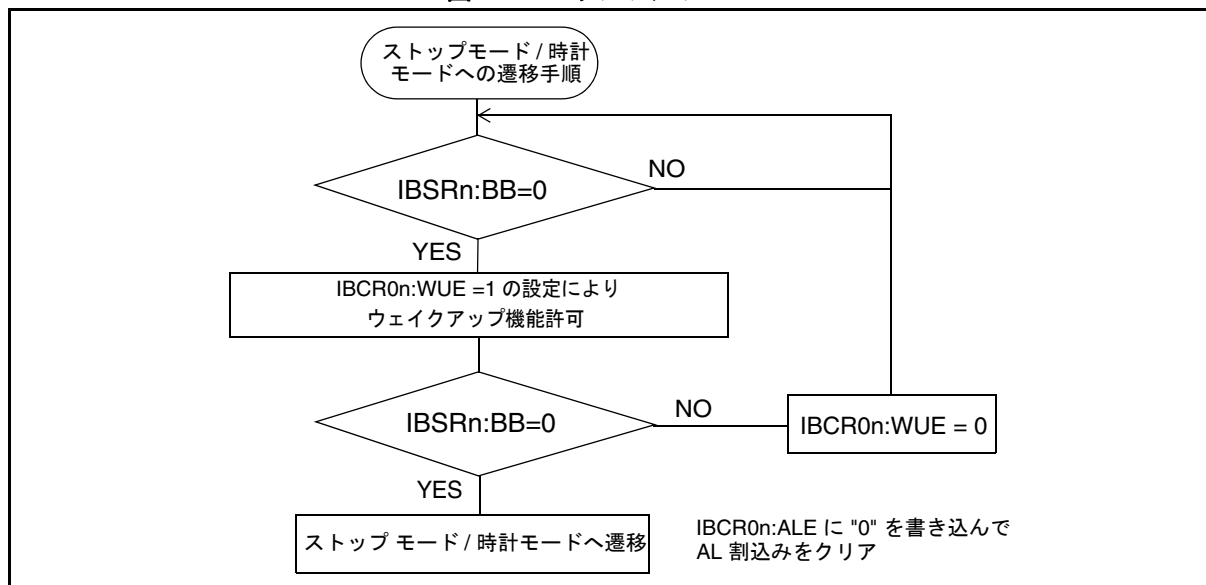 ストップモード / 時計
モードへの遷移手順
IBSRn:BB=0
NO
YES
IBCR0n:WUE =1 の設定により
ウェイクアップ機能許可
IBSRn:BB=0
NO
IBCR0n:WUE = 0
YES
ストップ モード / 時計モードへ遷移
IBCR0n:ALE に "0" を書き込んで
AL 割込みをクリア